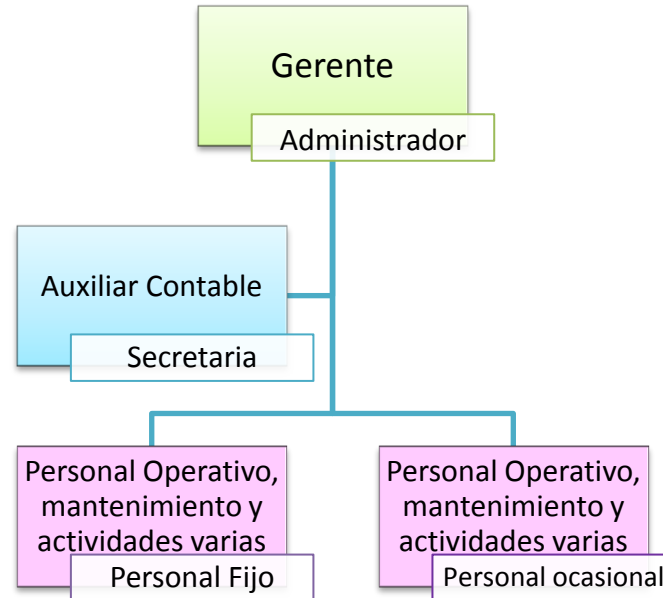 Gerente
Administrador
Auxiliar Contable
Secretaria
Personal Operativo,
mantenimiento y
actividades varias
Personal Fijo
Personal Operativo,
mantenimiento y
actividades varias
Personal ocasional